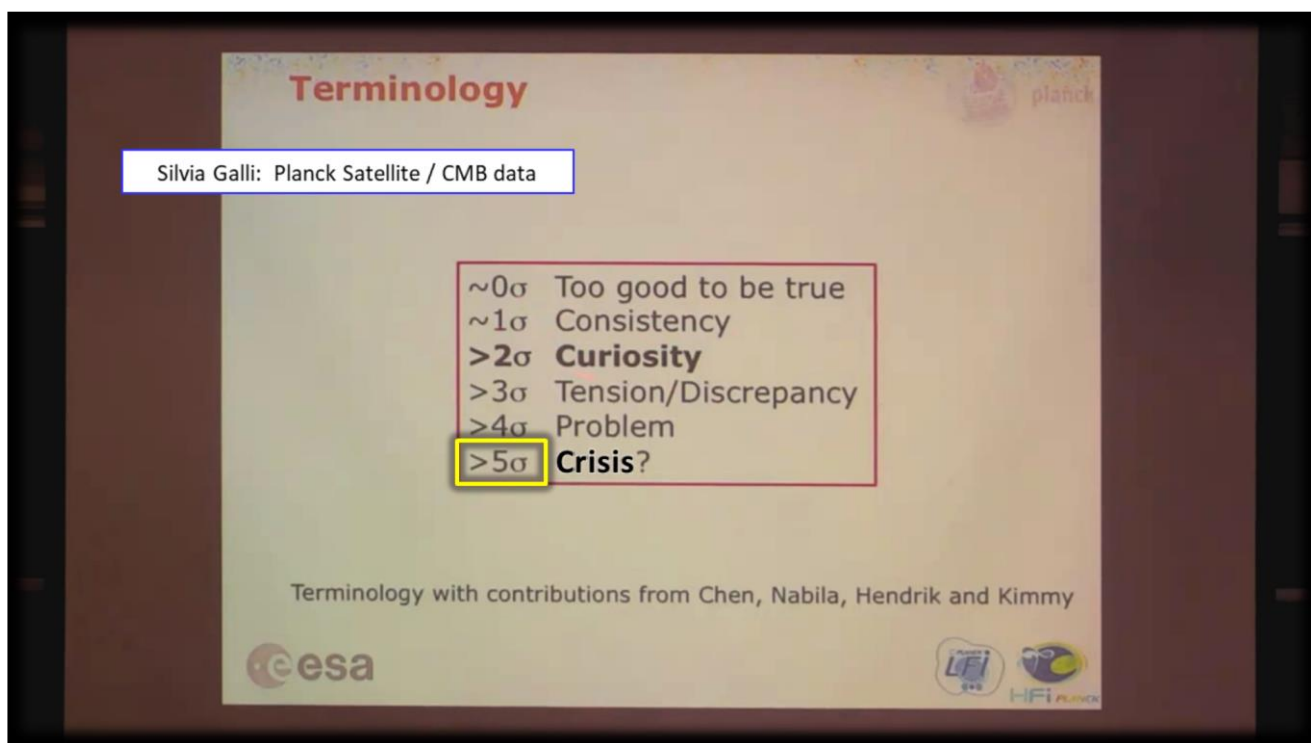 Terminology
planck
Silvia Galli: Planck Satellite / CMB data
~0σ Too good to be true
~1σ Consistency
>2σ Curiosity
>3σ Tension/Discrepancy
>4σ Problem
>5σ Crisis?
Terminology with contributions from Chen, Nabila, Hendrik and Kimmy
esa
LFI
HFi PLANCK